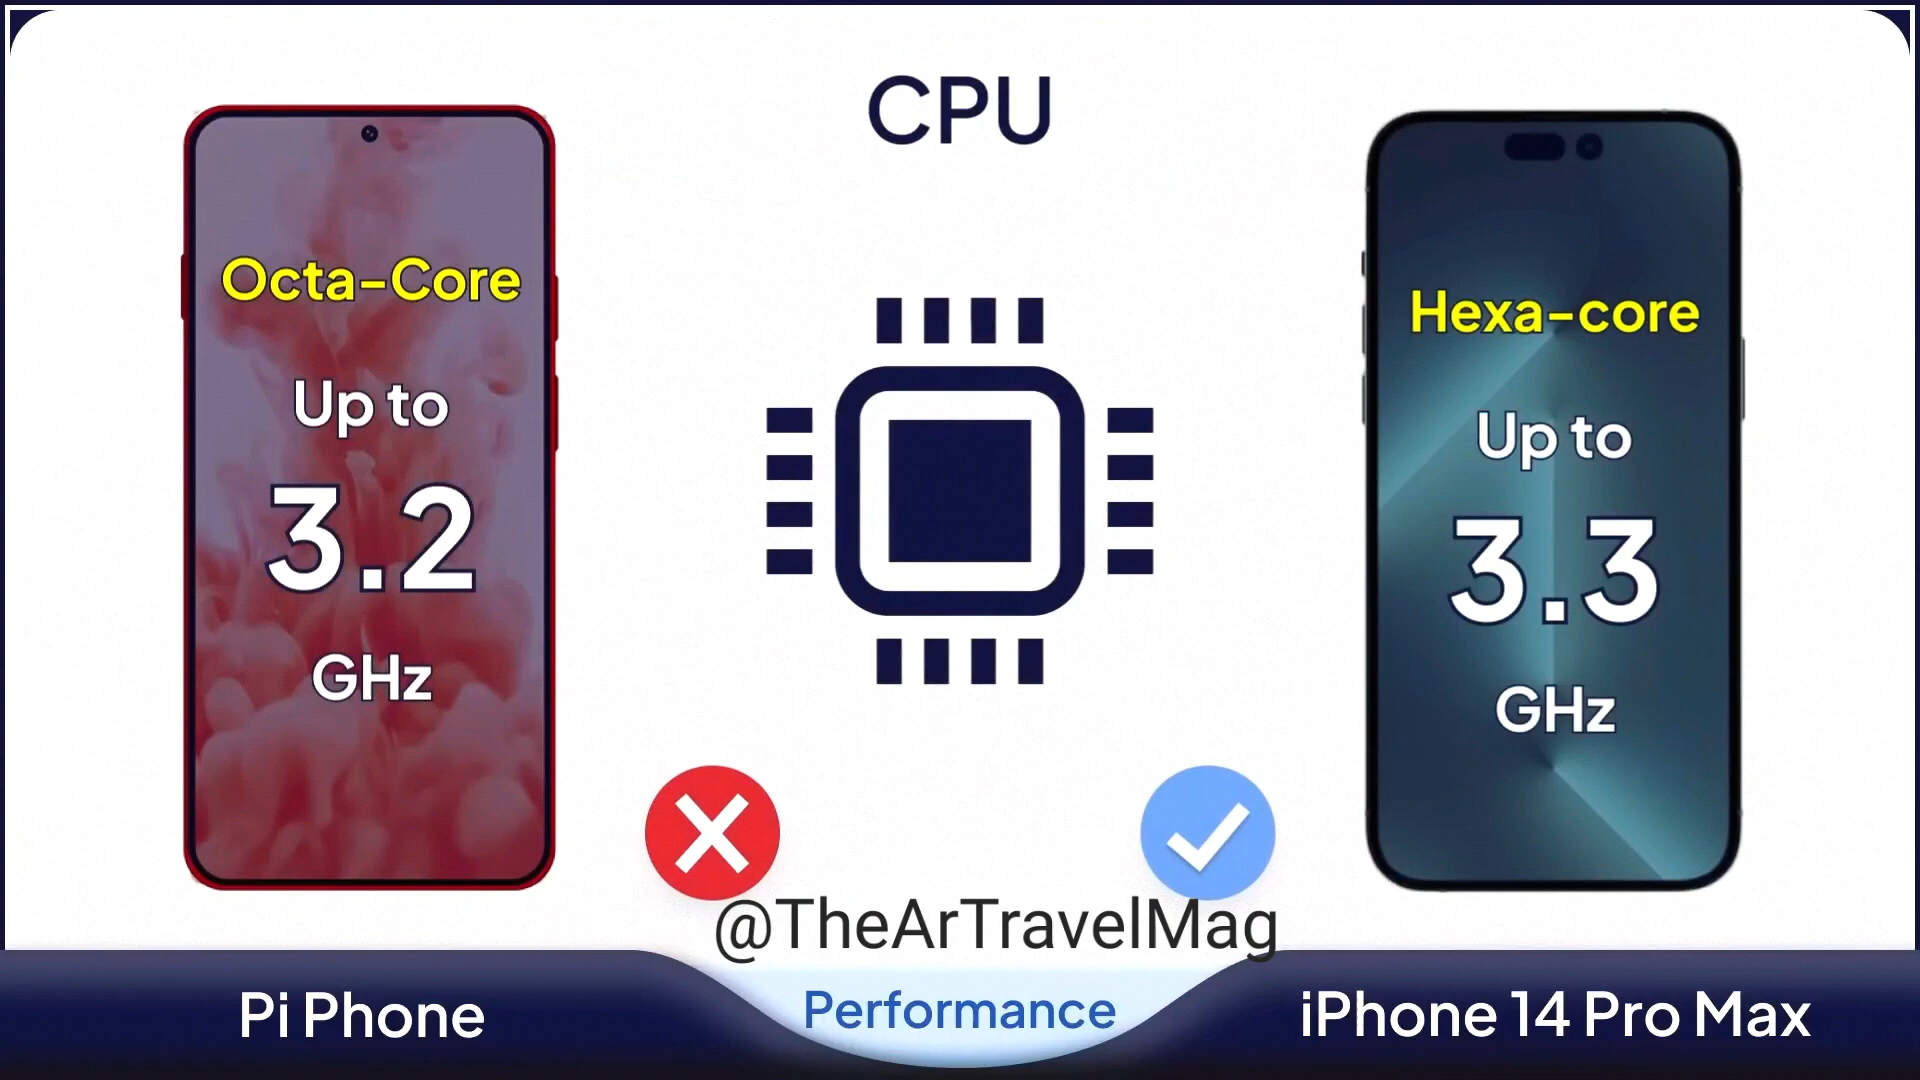 CPU
Octa-Core
Up to
3.2
GHz
Hexa-core
Up to
3.3
GHz
@TheArTravelMag
Pi Phone
Performance
iPhone 14 Pro Max